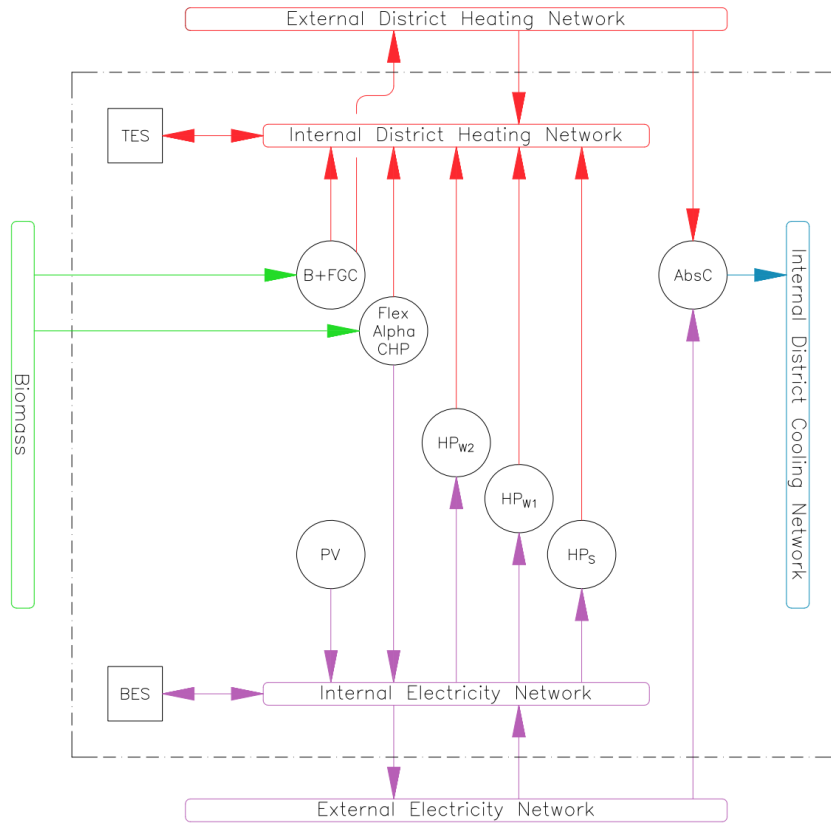 External District Heating Network
TES
Internal District Heating Network
B+FGC
AbsC
Flex
Alpha
CHP
Biomass
Internal District Cooling Network
HPW2
HPW1
PV
HPS
BES
Internal Electricity Network
External Electricity Network